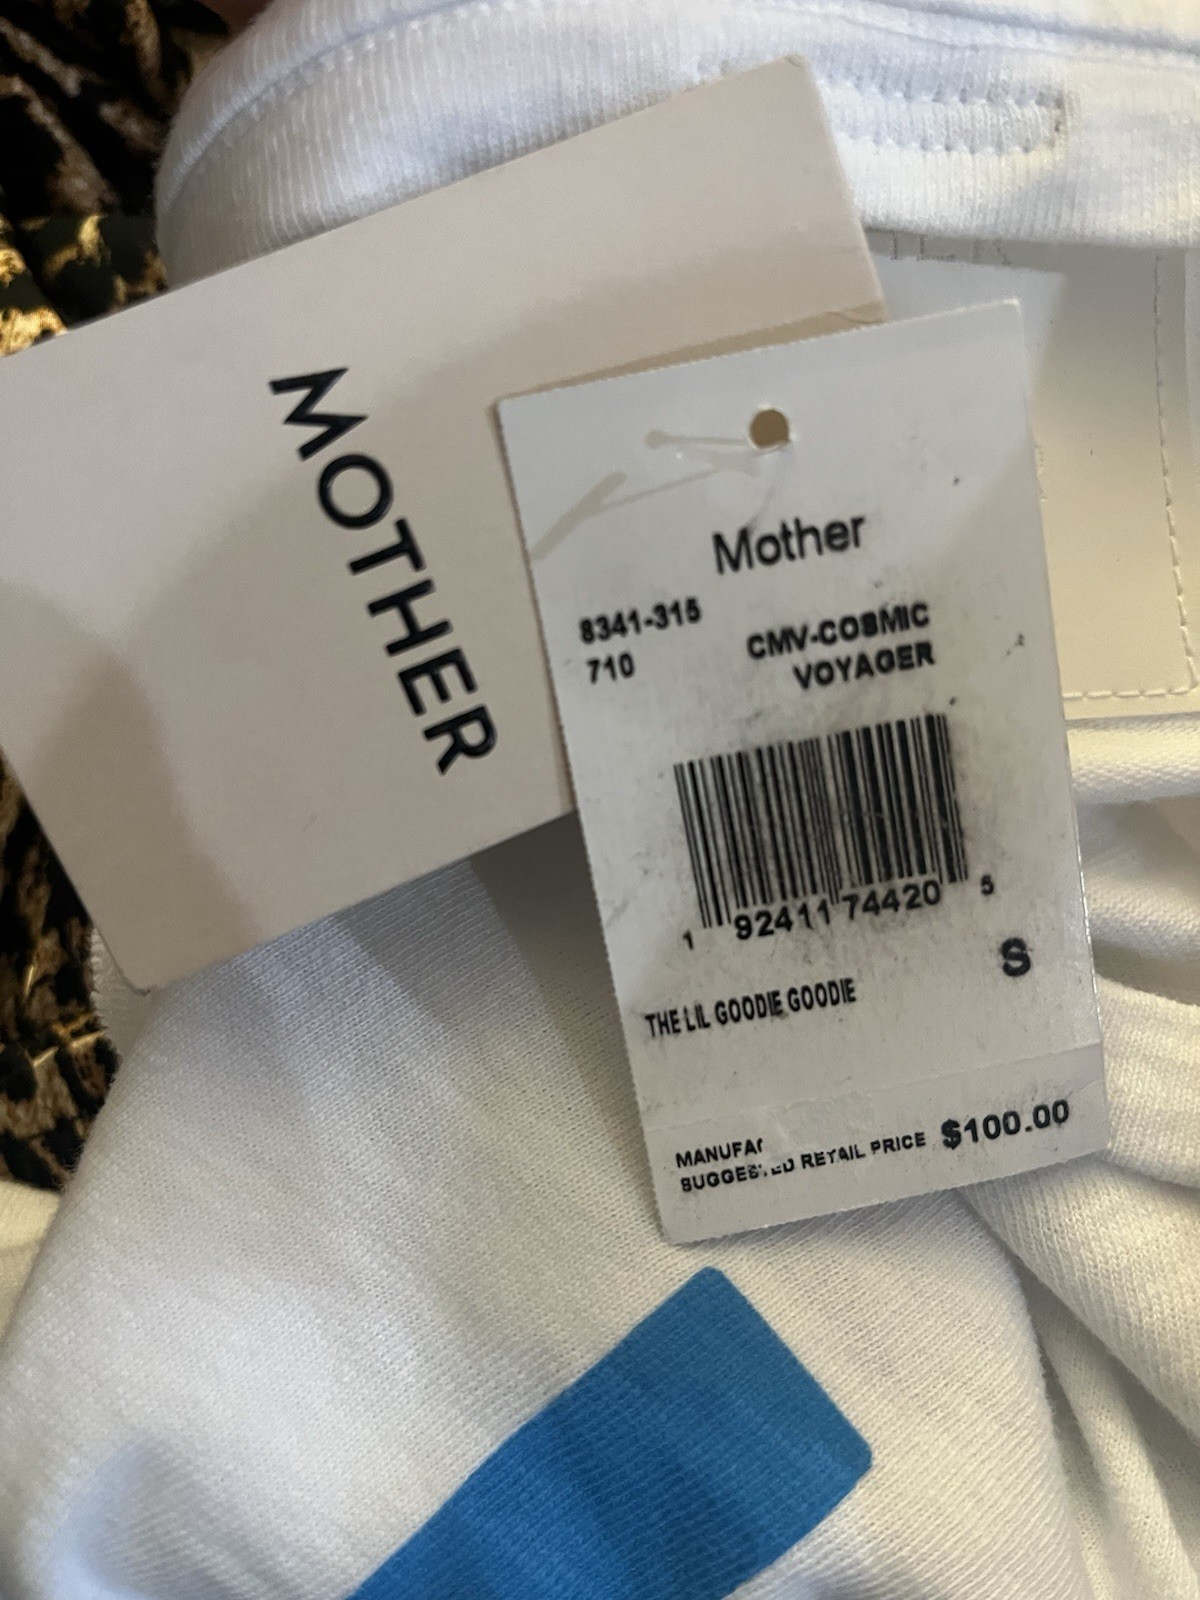 MOTHER
Mother
8341-315
CMV-COSMIC
710
VOYAGER
1 92411 74420 5
S
THE LIL GOODIE GOODIE
MANUFAC
SUGGESTED RETAIL PRICE $100.00